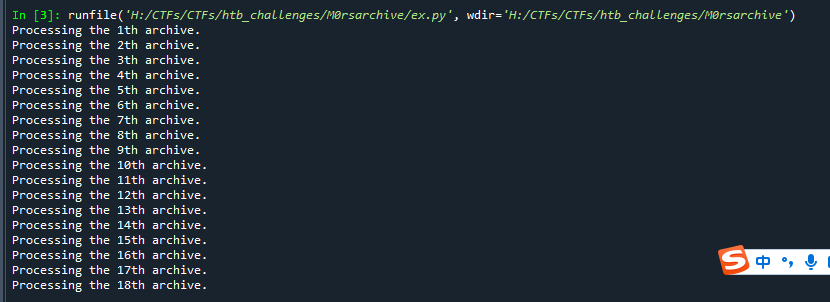 In [3]: runfile('H:/CTFs/CTFs/htb_challenges/M0rsarchive/ex.py', wdir='H:/CTFs/CTFs/htb_challenges/M0rsarchive')
Processing the 1th archive.
Processing the 2th archive.
Processing the 3th archive.
Processing the 4th archive.
Processing the 5th archive.
Processing the 6th archive.
Processing the 7th archive.
Processing the 8th archive.
Processing the 9th archive.
Processing the 10th archive.
Processing the 11th archive.
Processing the 12th archive.
Processing the 13th archive.
Processing the 14th archive.
Processing the 15th archive.
Processing the 16th archive.
Processing the 17th archive.
Processing the 18th archive.
S 中 °,